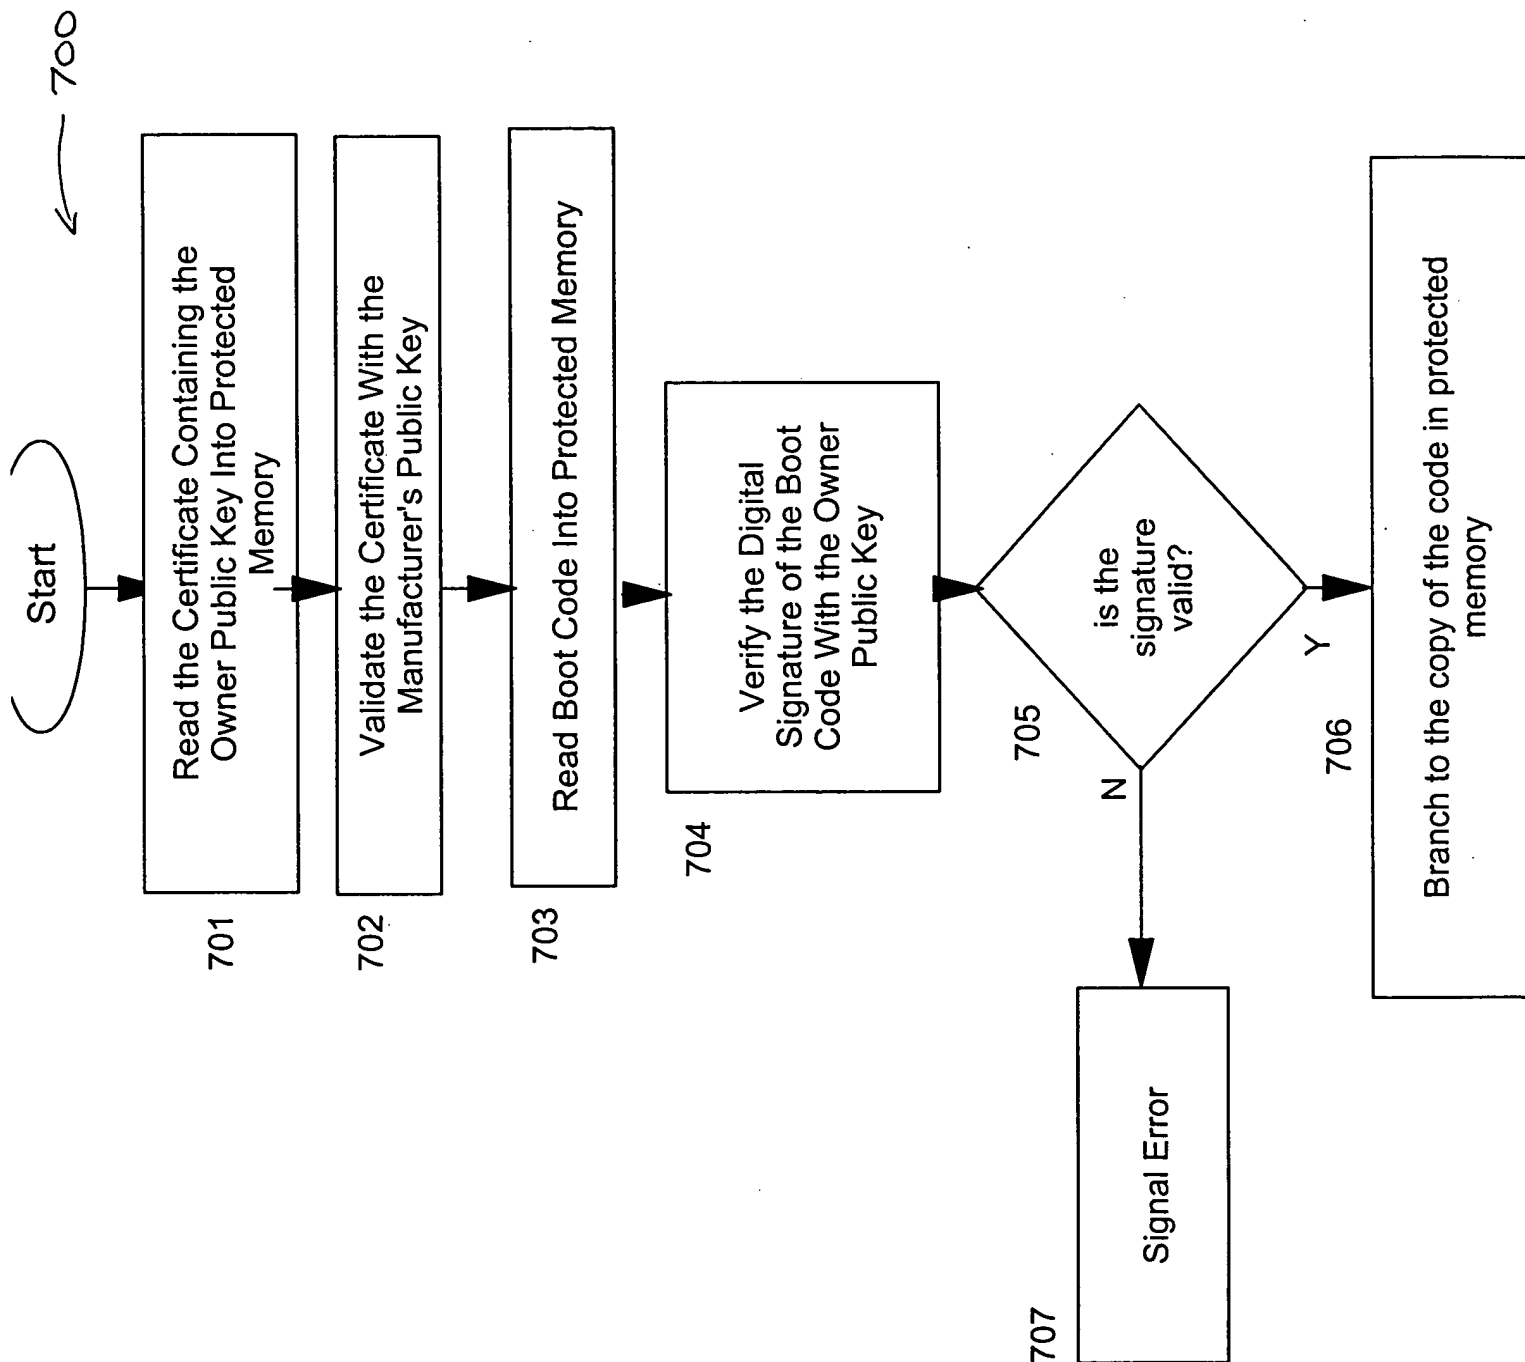 700
Start
701
Read the Certificate Containing the
Owner Public Key Into Protected
Memory
702
Validate the Certificate With the
Manufacturer's Public Key
703
Read Boot Code Into Protected Memory
704
Verify the Digital
Signature of the Boot
Code With the Owner
Public Key
705
is the
signature
valid?
N
Y
707
Signal Error
706
Branch to the copy of the code in protected
memory